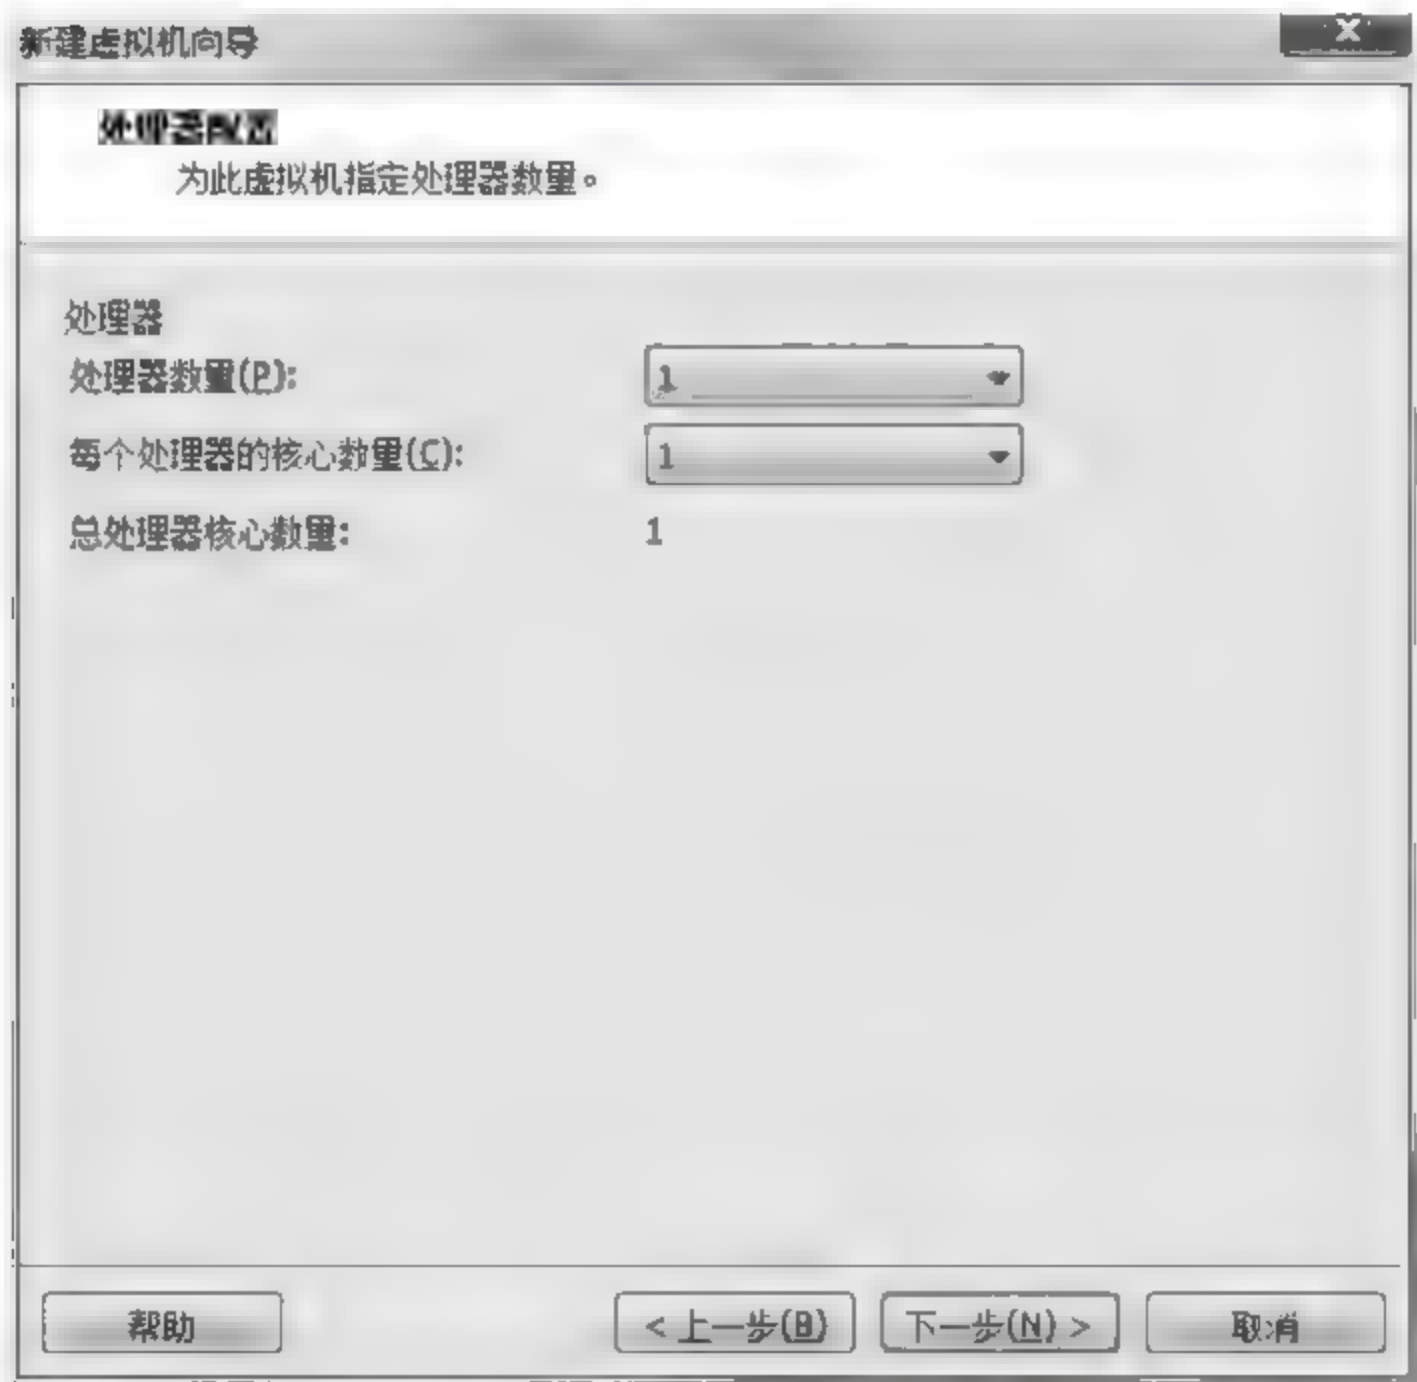 新建虚拟机向导
X
处理器配置
为此虚拟机指定处理器数量。
处理器
处理器数量(P): 1
每个处理器的核心数量(C): 1
总处理器核心数量: 1
帮助 < 上一步(B) 下一步(N) > 取消